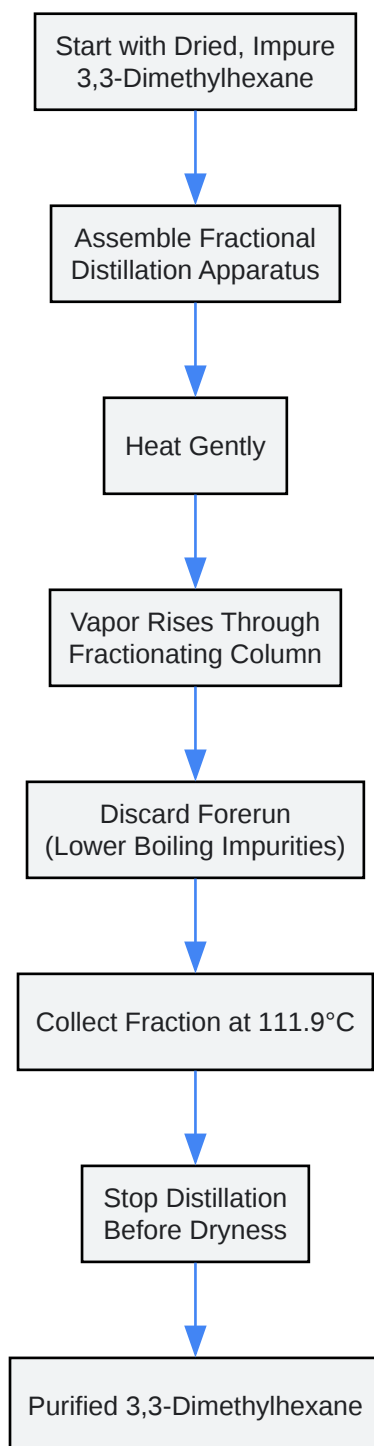 Start with Dried, Impure
3,3-Dimethylhexane
Assemble Fractional
Distillation Apparatus
Heat Gently
Vapor Rises Through
Fractionating Column
Discard Forerun
(Lower Boiling Impurities)
Collect Fraction at 111.9°C
Stop Distillation
Before Dryness
Purified 3,3-Dimethylhexane